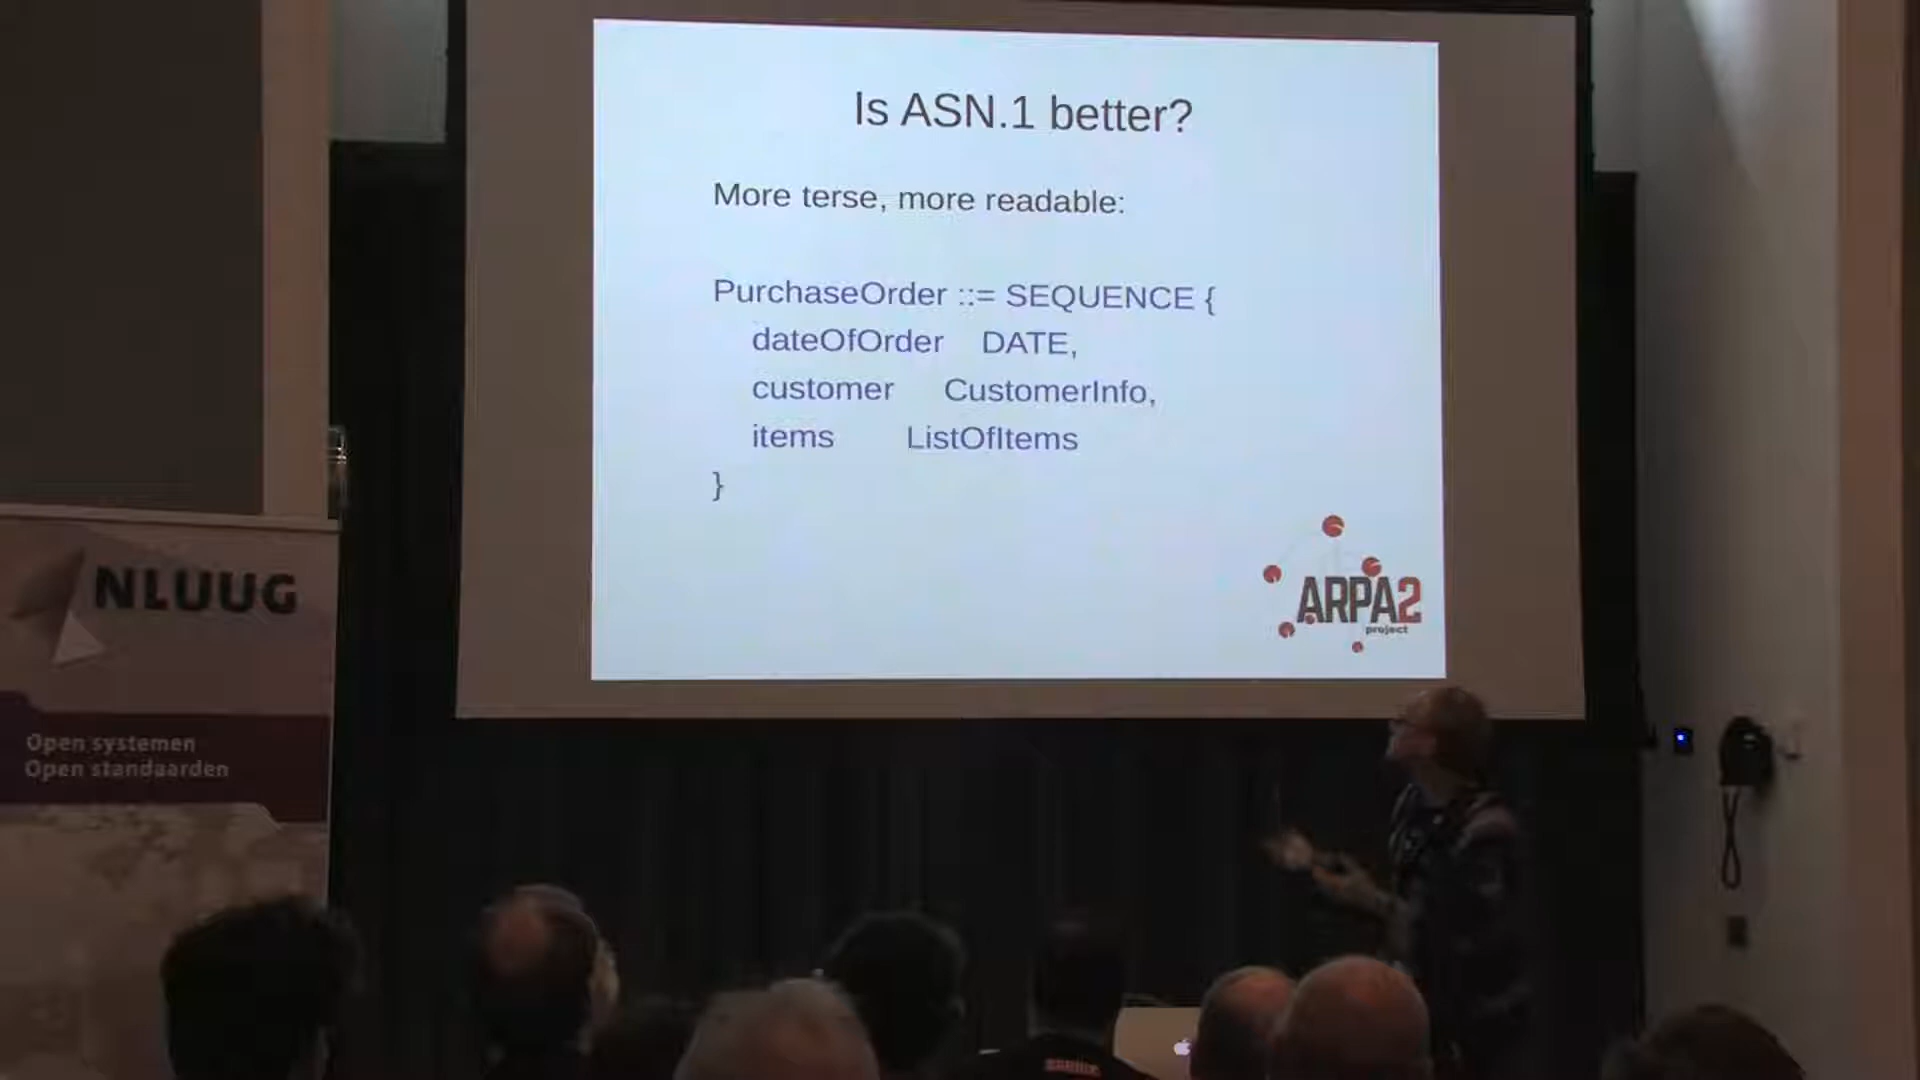 Is ASN.1 better?
More terse, more readable:
PurchaseOrder ::= SEQUENCE {
dateOfOrder DATE,
customer CustomerInfo,
items ListOfItems
}
ARPA2
project
NLUUG
Open systemen
Open standaarden